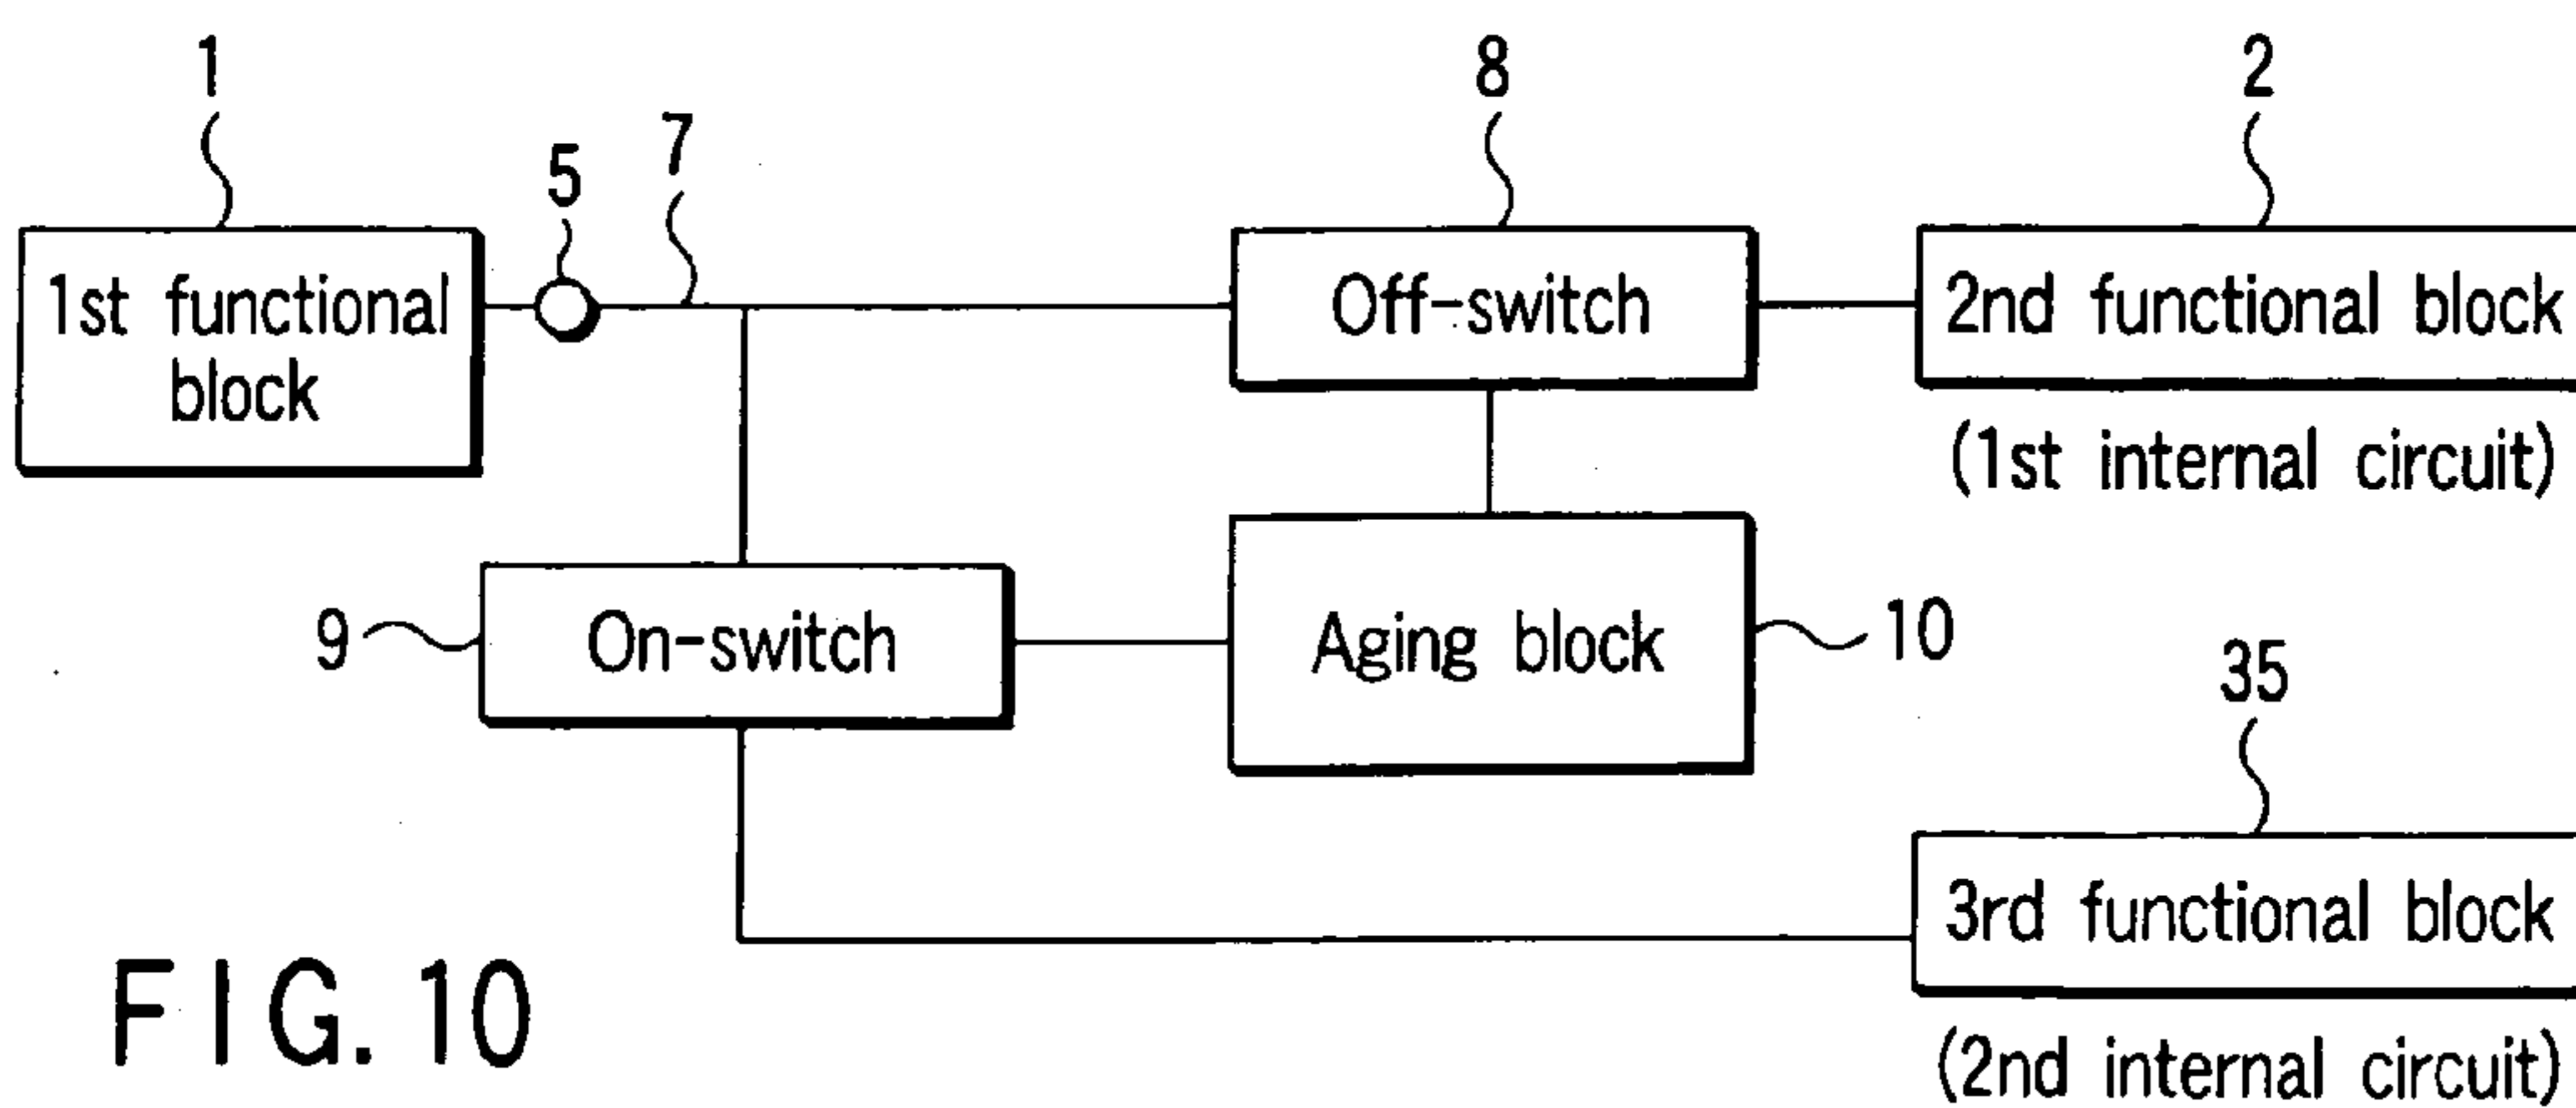 1
5
7
8
2
1st functional
block
Off-switch
2nd functional block
(1st internal circuit)
9
On-switch
Aging block
10
35
3rd functional block
(2nd internal circuit)
FIG. 10